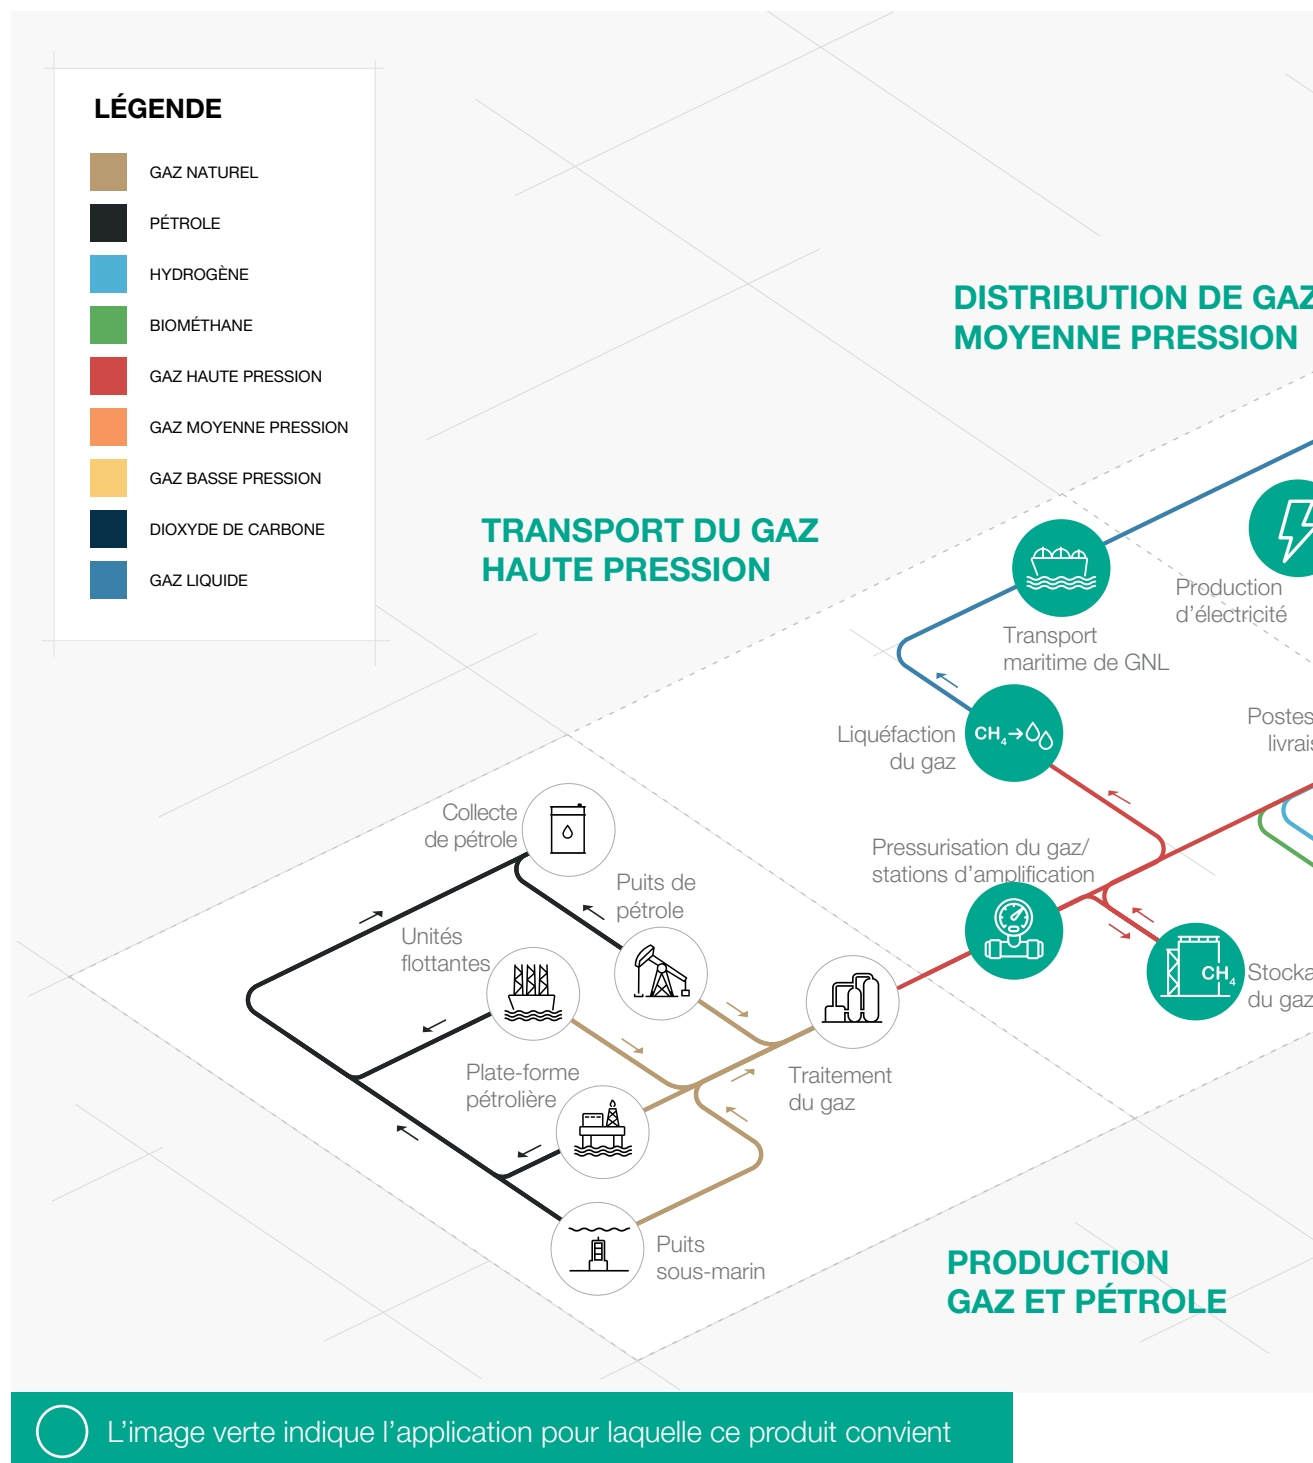 LÉGENDE
GAZ NATUREL
PÉTROLE
HYDROGÈNE
BIOMÉTHANE
GAZ HAUTE PRESSION
GAZ MOYENNE PRESSION
GAZ BASSE PRESSION
DIOXYDE DE CARBONE
GAZ LIQUIDE
DISTRIBUTION DE GAZ
MOYENNE PRESSION
TRANSPORT DU GAZ
HAUTE PRESSION
Production
d’électricité
Transport
maritime de GNL
Postes
Liquéfaction
du gaz
CH₄→
Collecte
de pétrole
Pressurisation du gaz/
stations d’amplification
Puits de
pétrole
Unités
flottantes
CH₄
du gaz
Plate-forme
pétrolière
Traitement
du gaz
Puits
sous-marin
PRODUCTION
GAZ ET PÉTROLE
L’image verte indique l’application pour laquelle ce produit convient